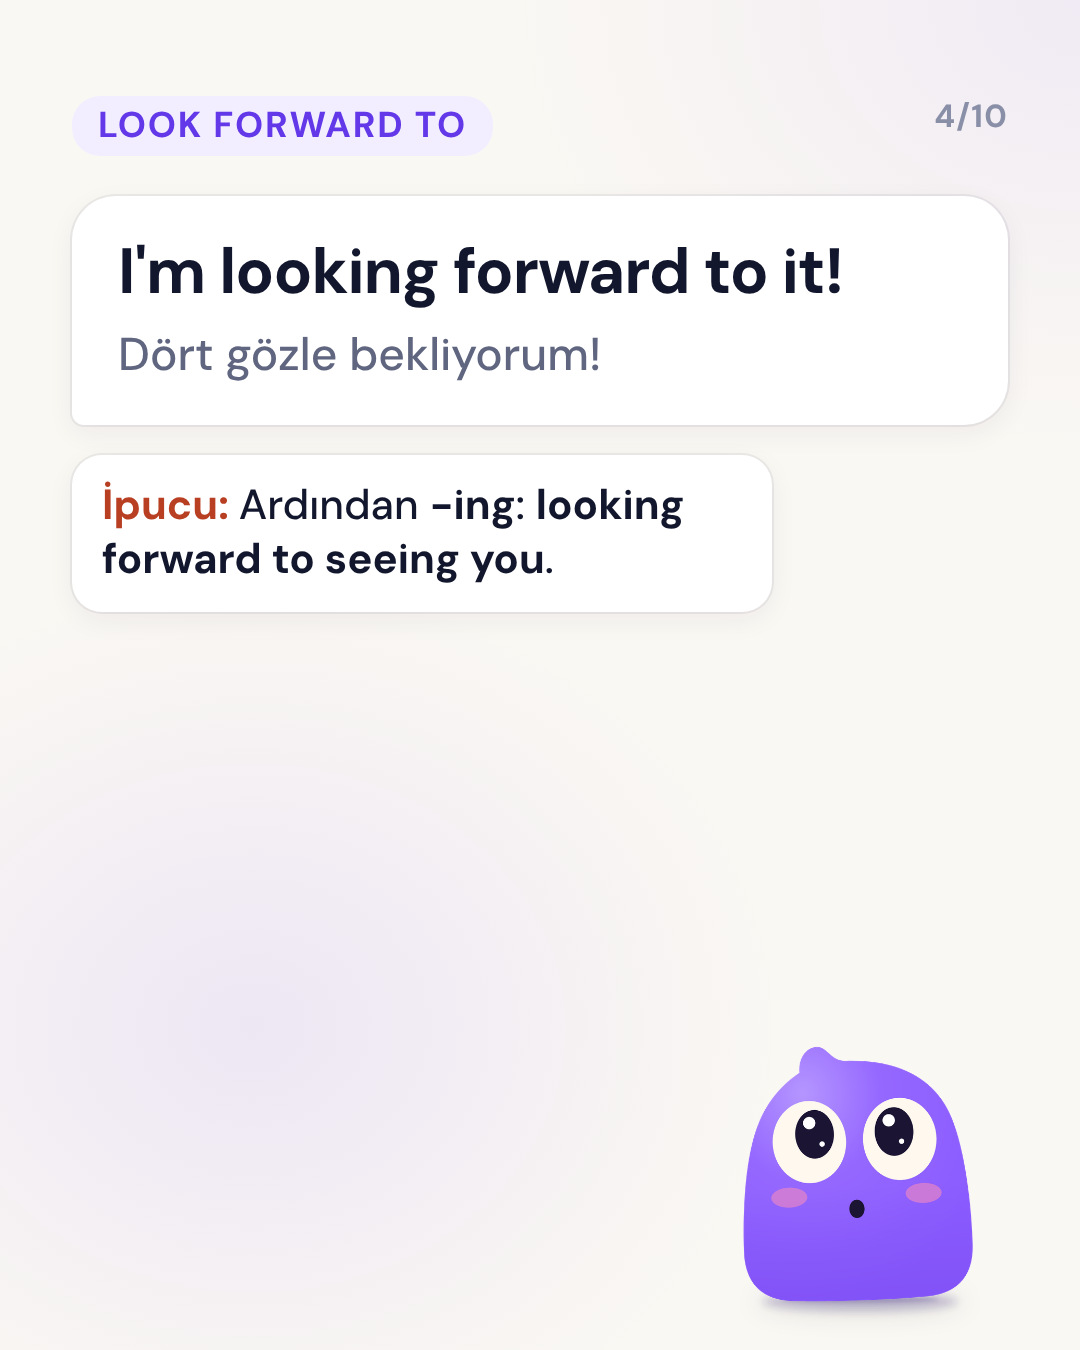 LOOK FORWARD TO
4/10
I'm looking forward to it!
Dört gözle bekliyorum!
İpucu: Ardından -ing: looking
forward to seeing you.